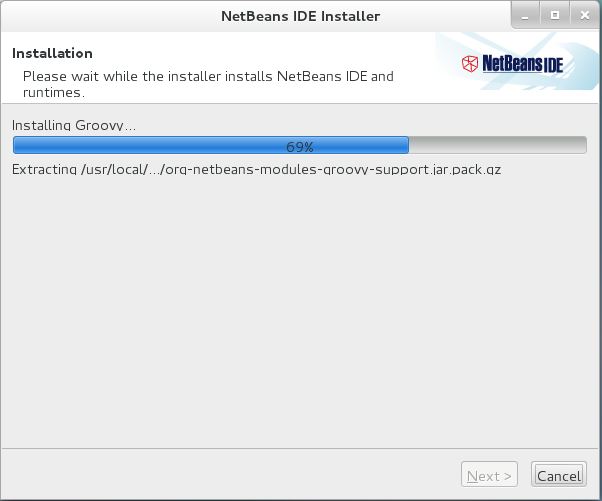 NetBeans IDE Installer
Installation
NetBeans IDE
Please wait while the installer installs NetBeans IDE and
runtimes.
Installing Groovy...
69%
Extracting /usr/local/.../org-netbeans-modules-groovy-support.jar.pack.gz
Next >
Cancel